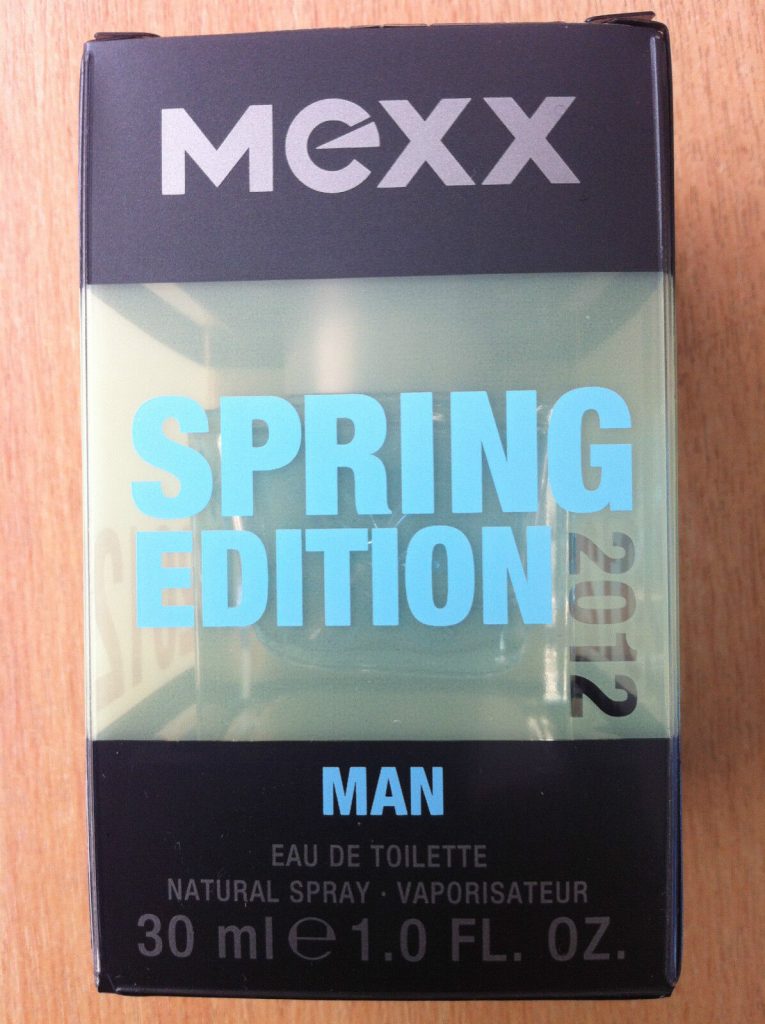 MEXX
SPRING
EDITION
2012
MAN
EAU DE TOILETTE
NATURAL SPRAY · VAPORISATEUR
30 ml ℮ 1.0 FL. OZ.